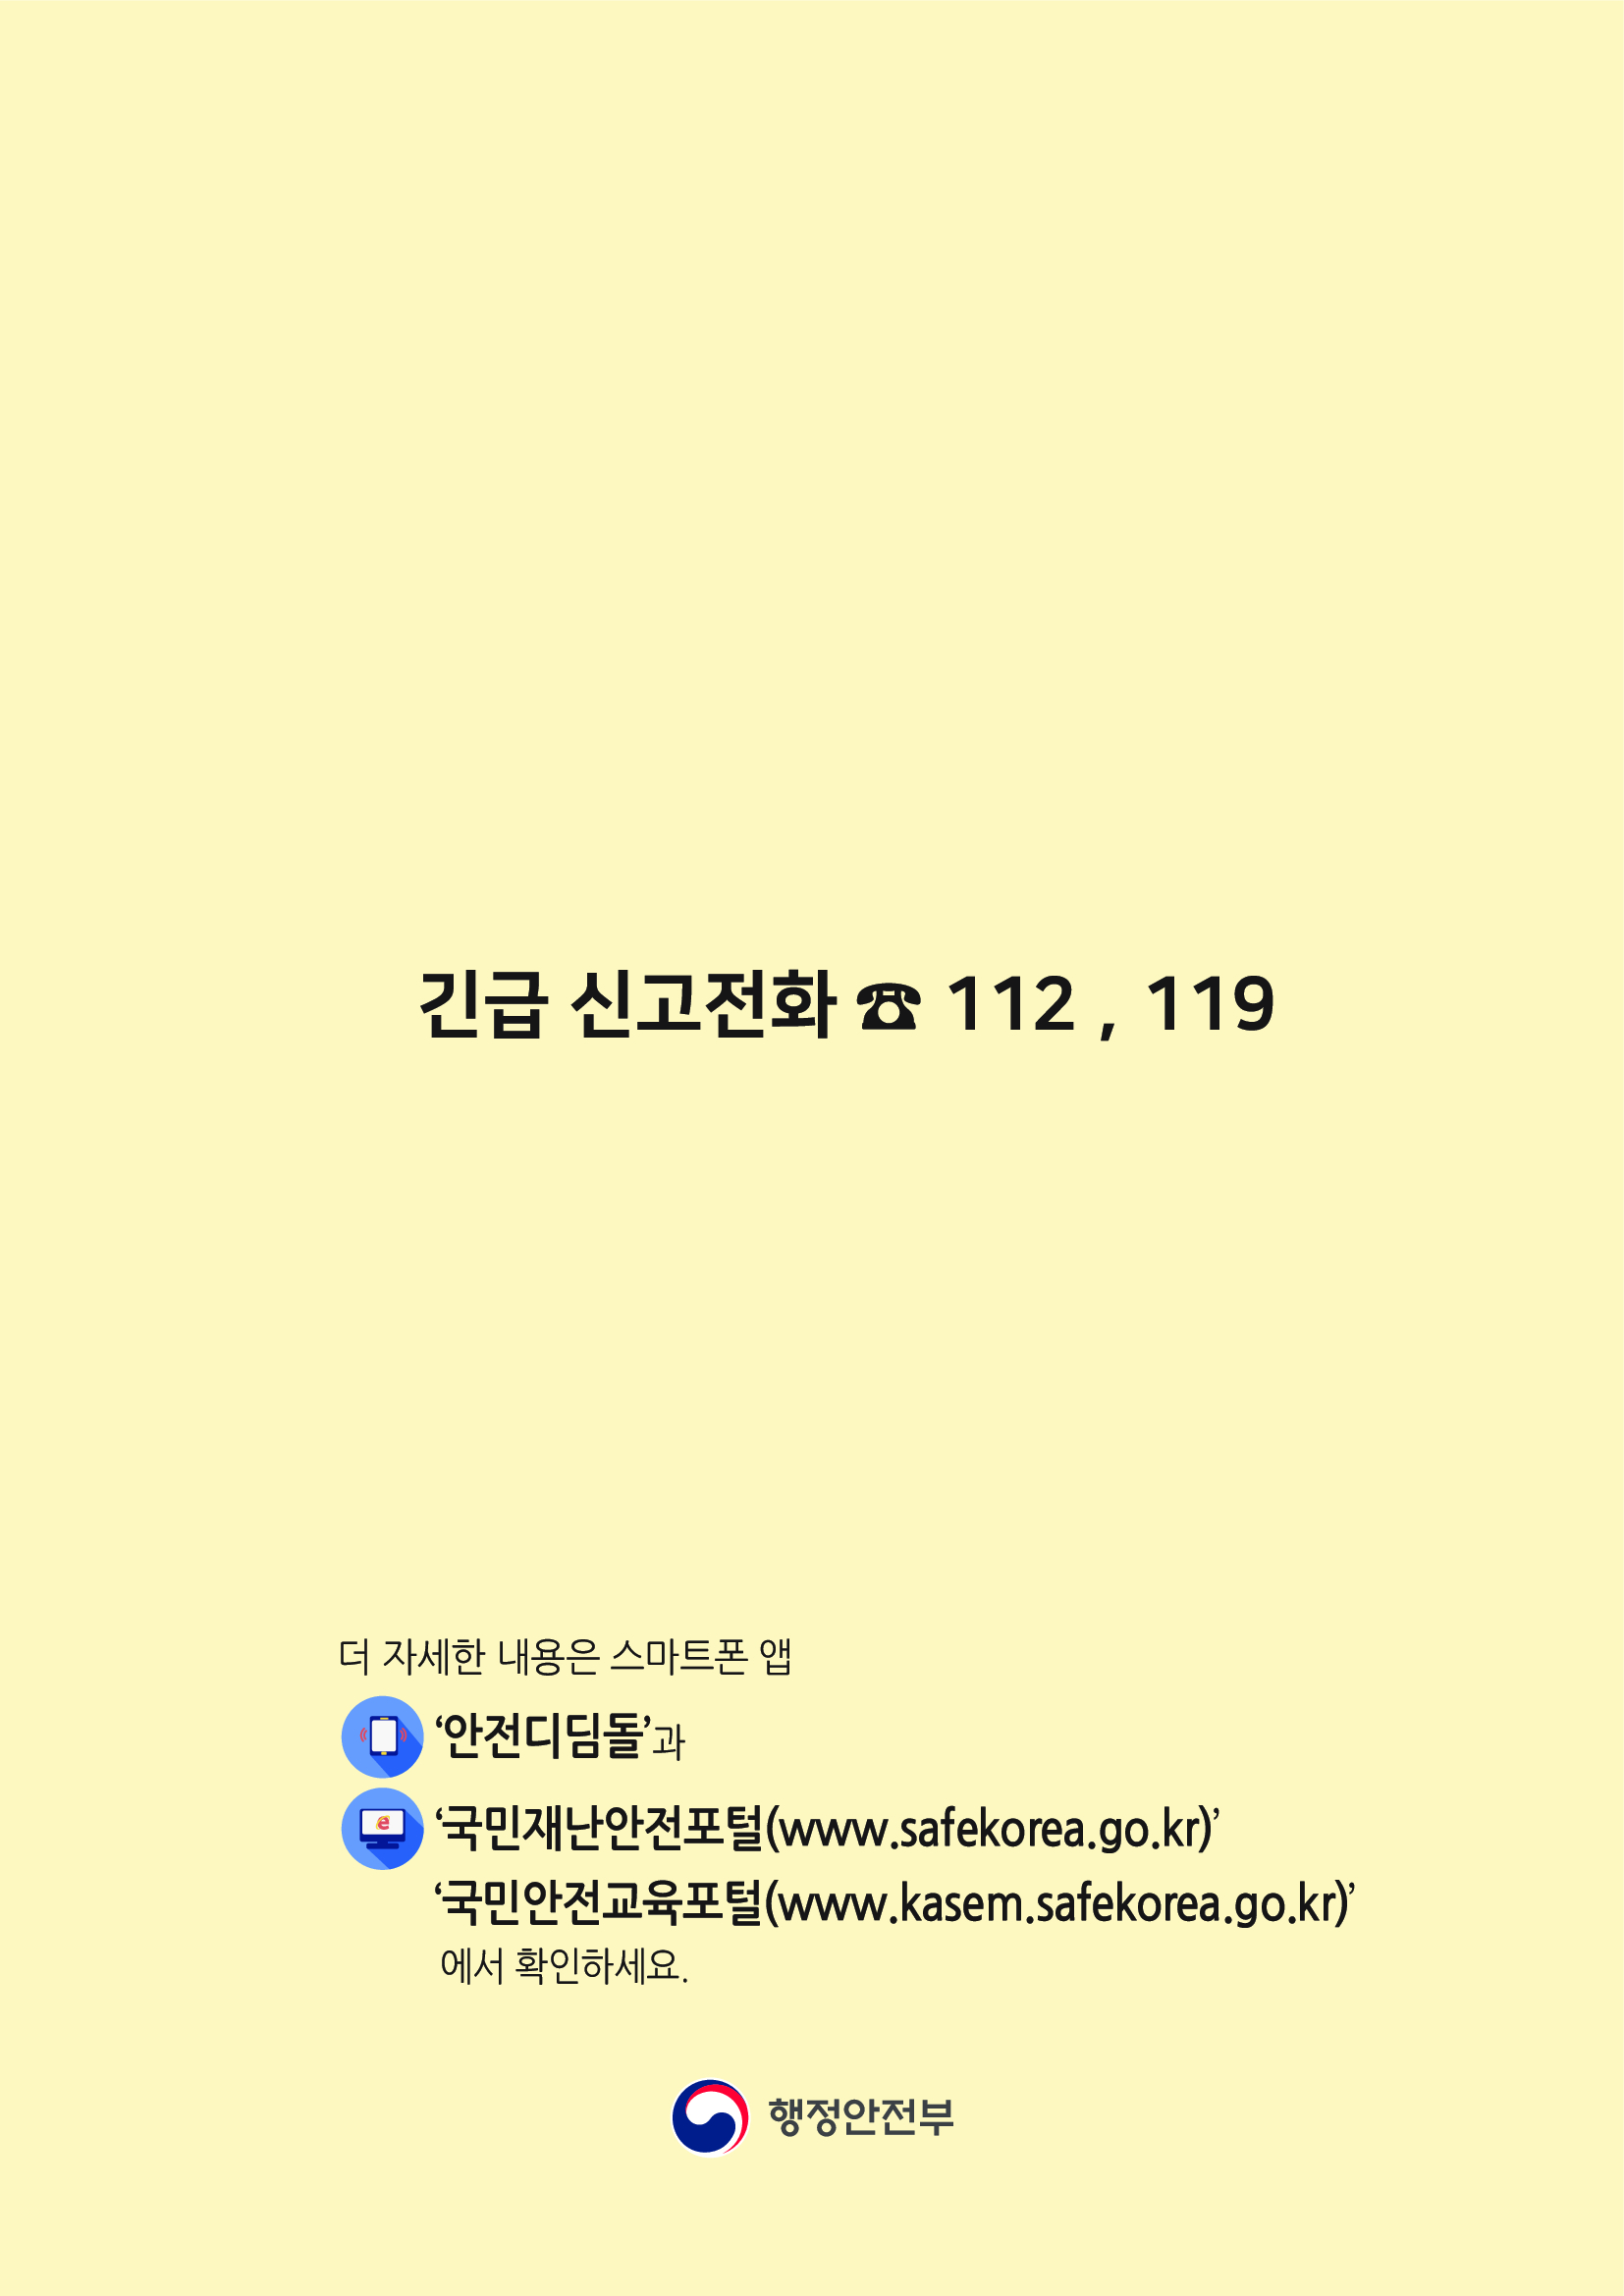 긴급 신고전화 ☎ 112 , 119
더 자세한 내용은 스마트폰 앱
‘안전디딤돌’과
‘국민재난안전포털(www.safekorea.go.kr)’
‘국민안전교육포털(www.kasem.safekorea.go.kr)’
에서 확인하세요.
행정안전부